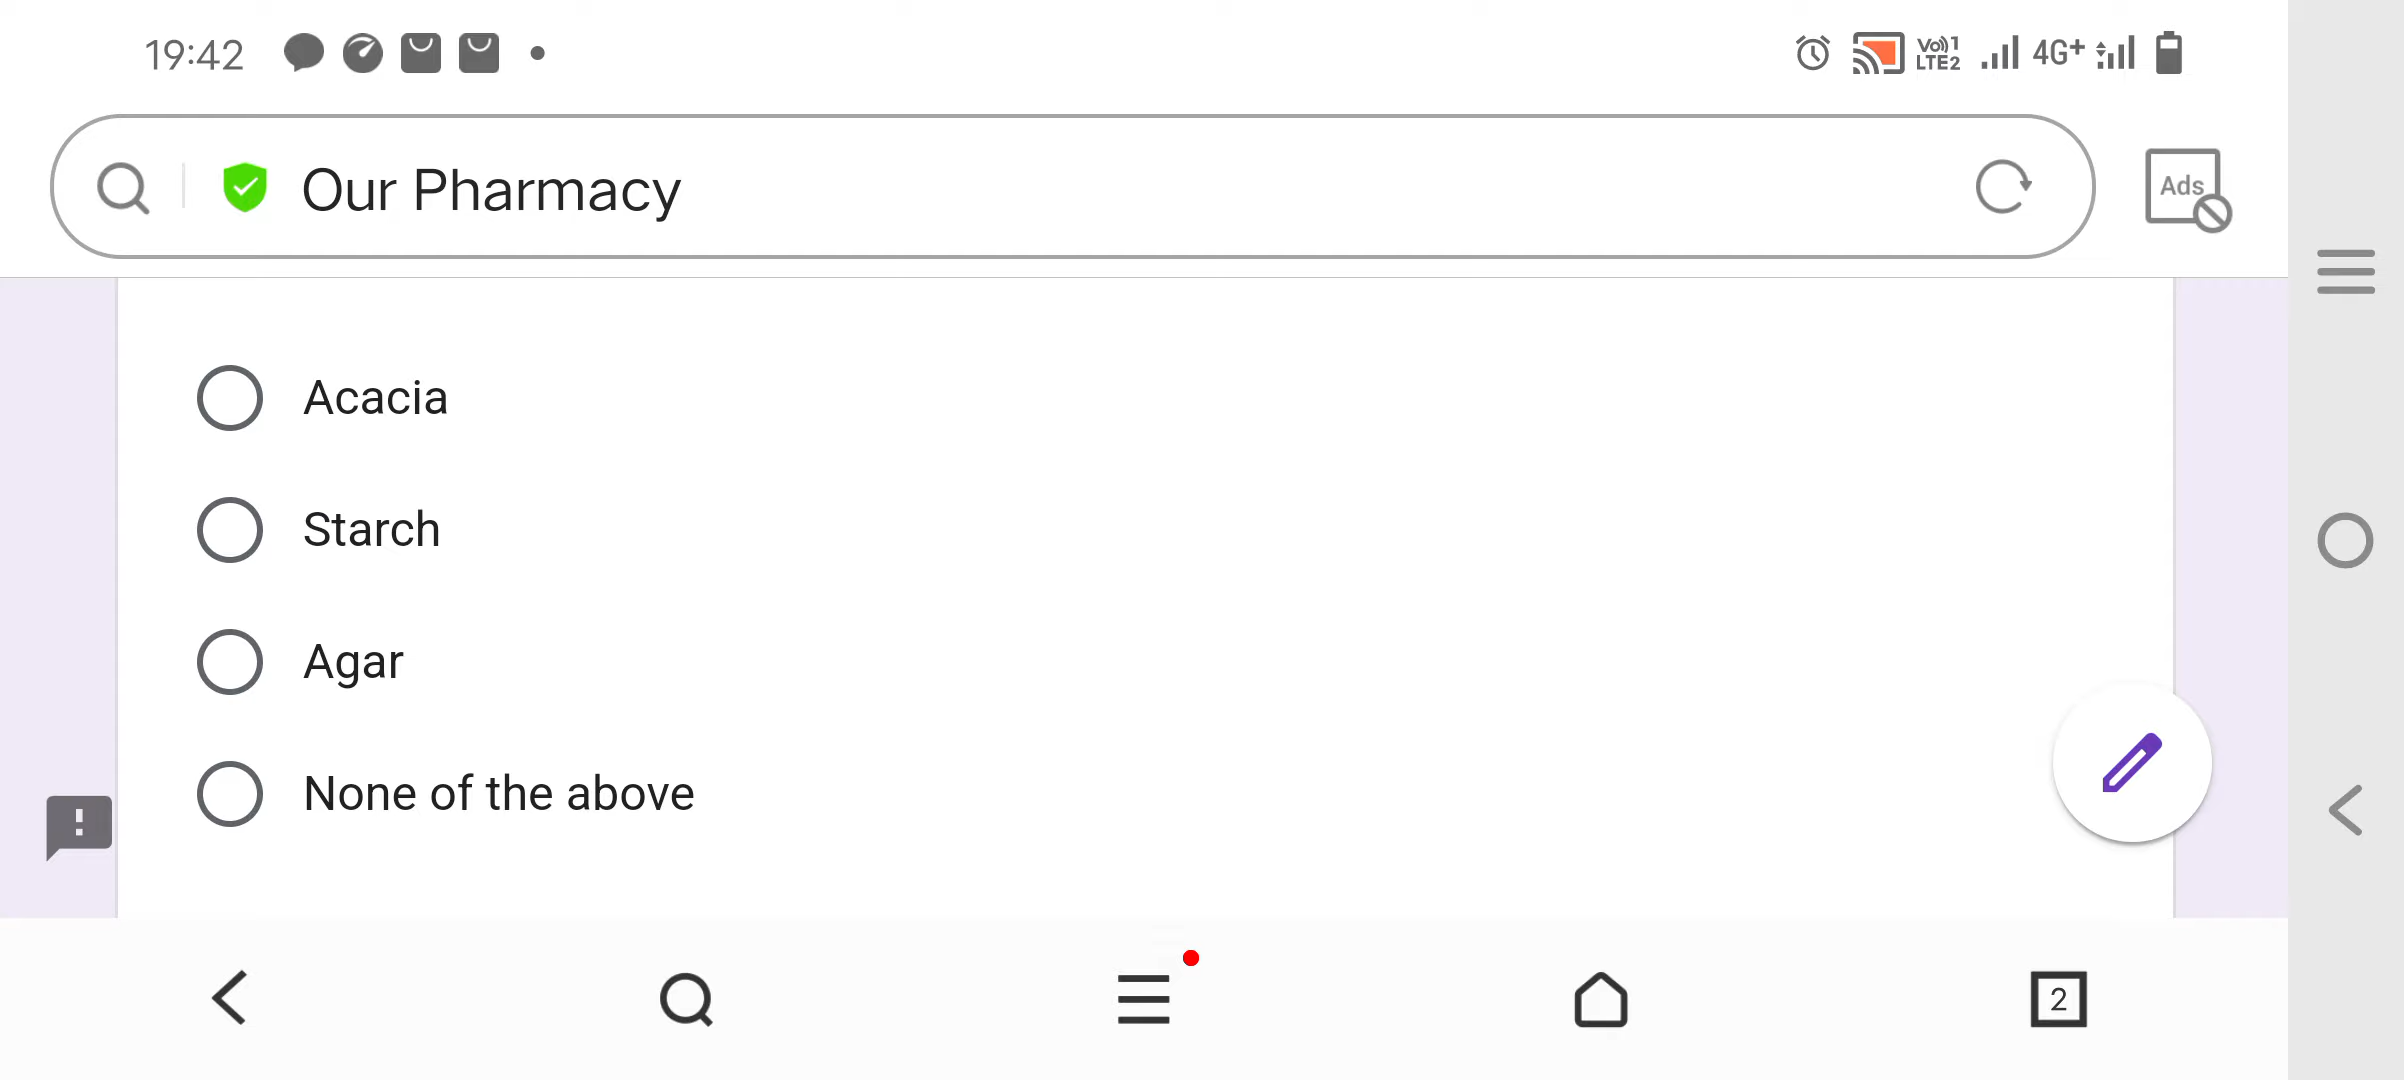 19:42
Vo)) 1
LTE2
4G+
Our Pharmacy
Ads
Acacia
Starch
Agar
None of the above
2